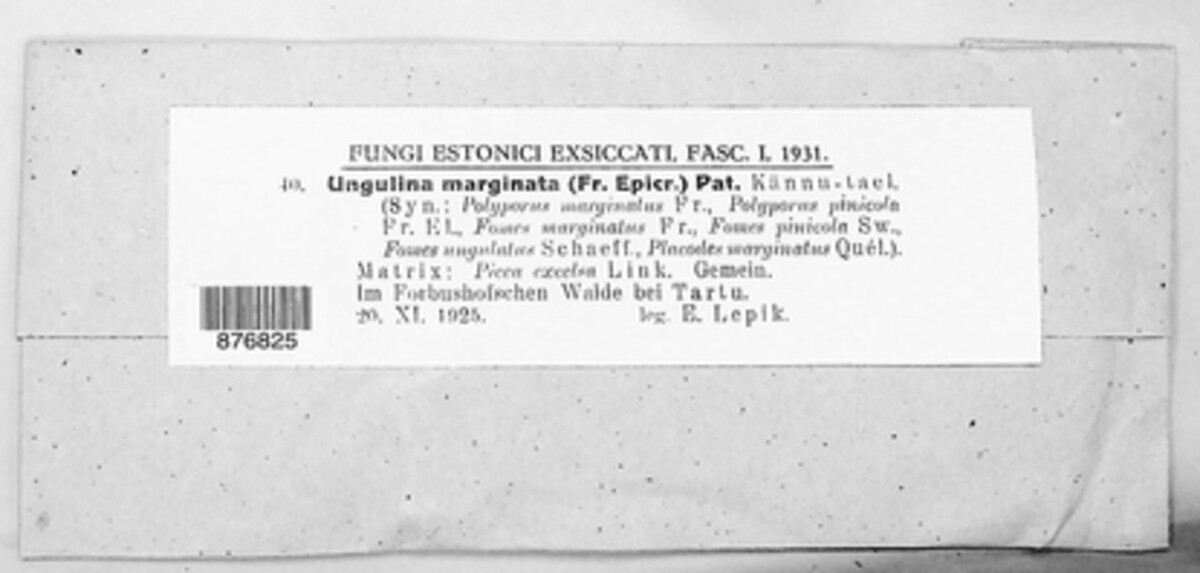 FUNGI ESTONICI EXSICCATI, FASC. I, 1931.
40. Ungulina marginata (Fr. Epicr.) Pat. Kännu-tael.
(Syn.: Polyporus marginatus Fr., Polyporus pinicola
Fr. El., Fomes marginatus Fr., Fomes pinicola Sw.,
Fomes ungulatus Schaeff., Placodes marginatus Quél.).
Matrix: Picea excelsa Link. Gemein.
Im Forbushofschen Walde bei Tartu.
20. XI. 1925. leg. E. Lepik.
876825